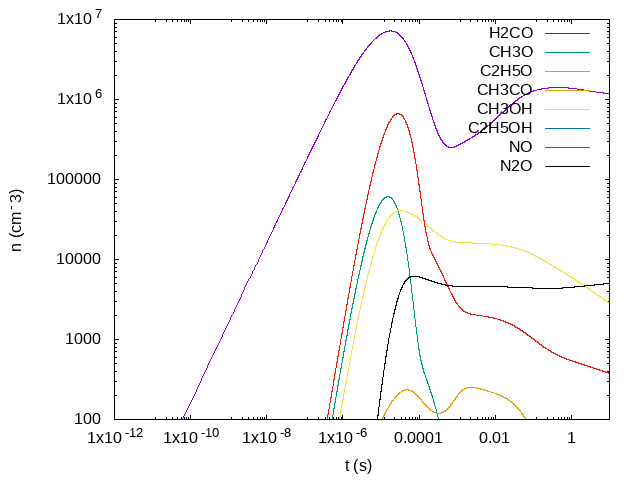 1x10^7
1x10^6
100000
10000
1000
100
n (cm^-3)
H2CO
CH3O
C2H5O
CH3CO
CH3OH
C2H5OH
NO
N2O
1x10^-12 1x10^-10 1x10^-8 1x10^-6 0.0001 0.01 1
t (s)